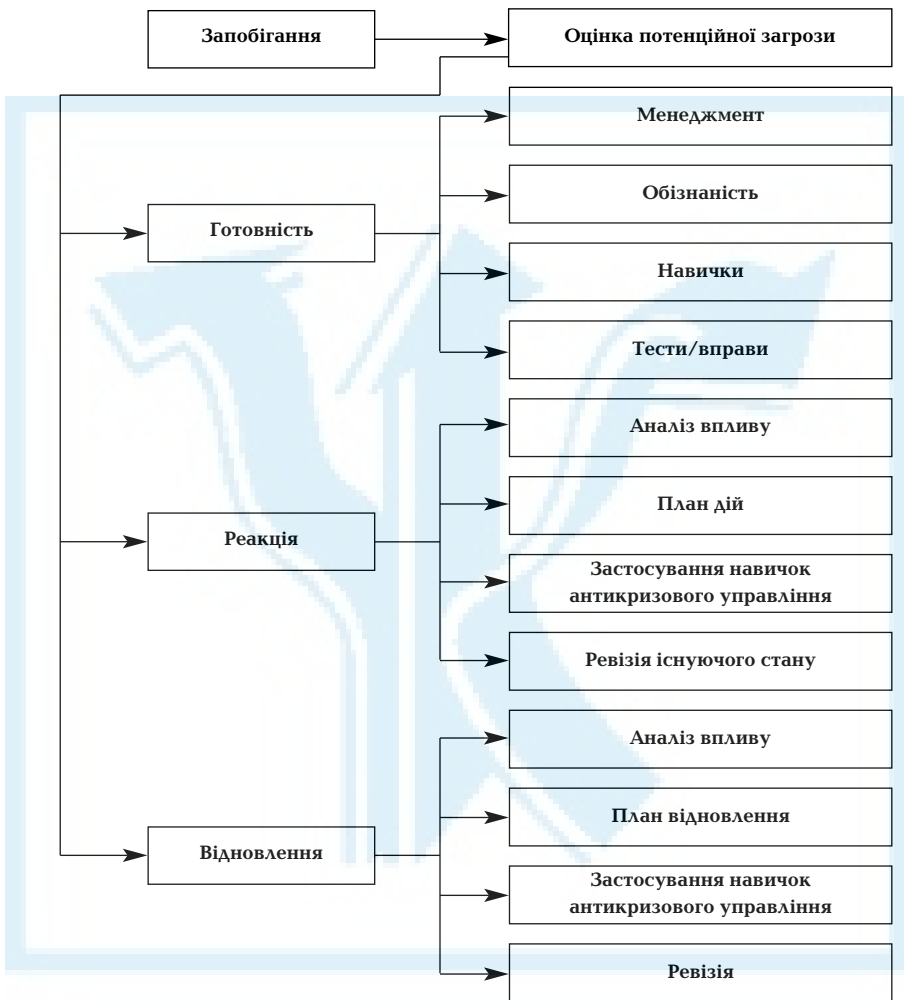 Запобігання
Оцінка потенційної загрози
Готовність
Менеджмент
Обізнаність
Навички
Тести/вправи
Реакція
Аналіз впливу
План дій
Застосування навичок
антикризового управління
Ревізія існуючого стану
Відновлення
Аналіз впливу
План відновлення
Застосування навичок
антикризового управління
Ревізія